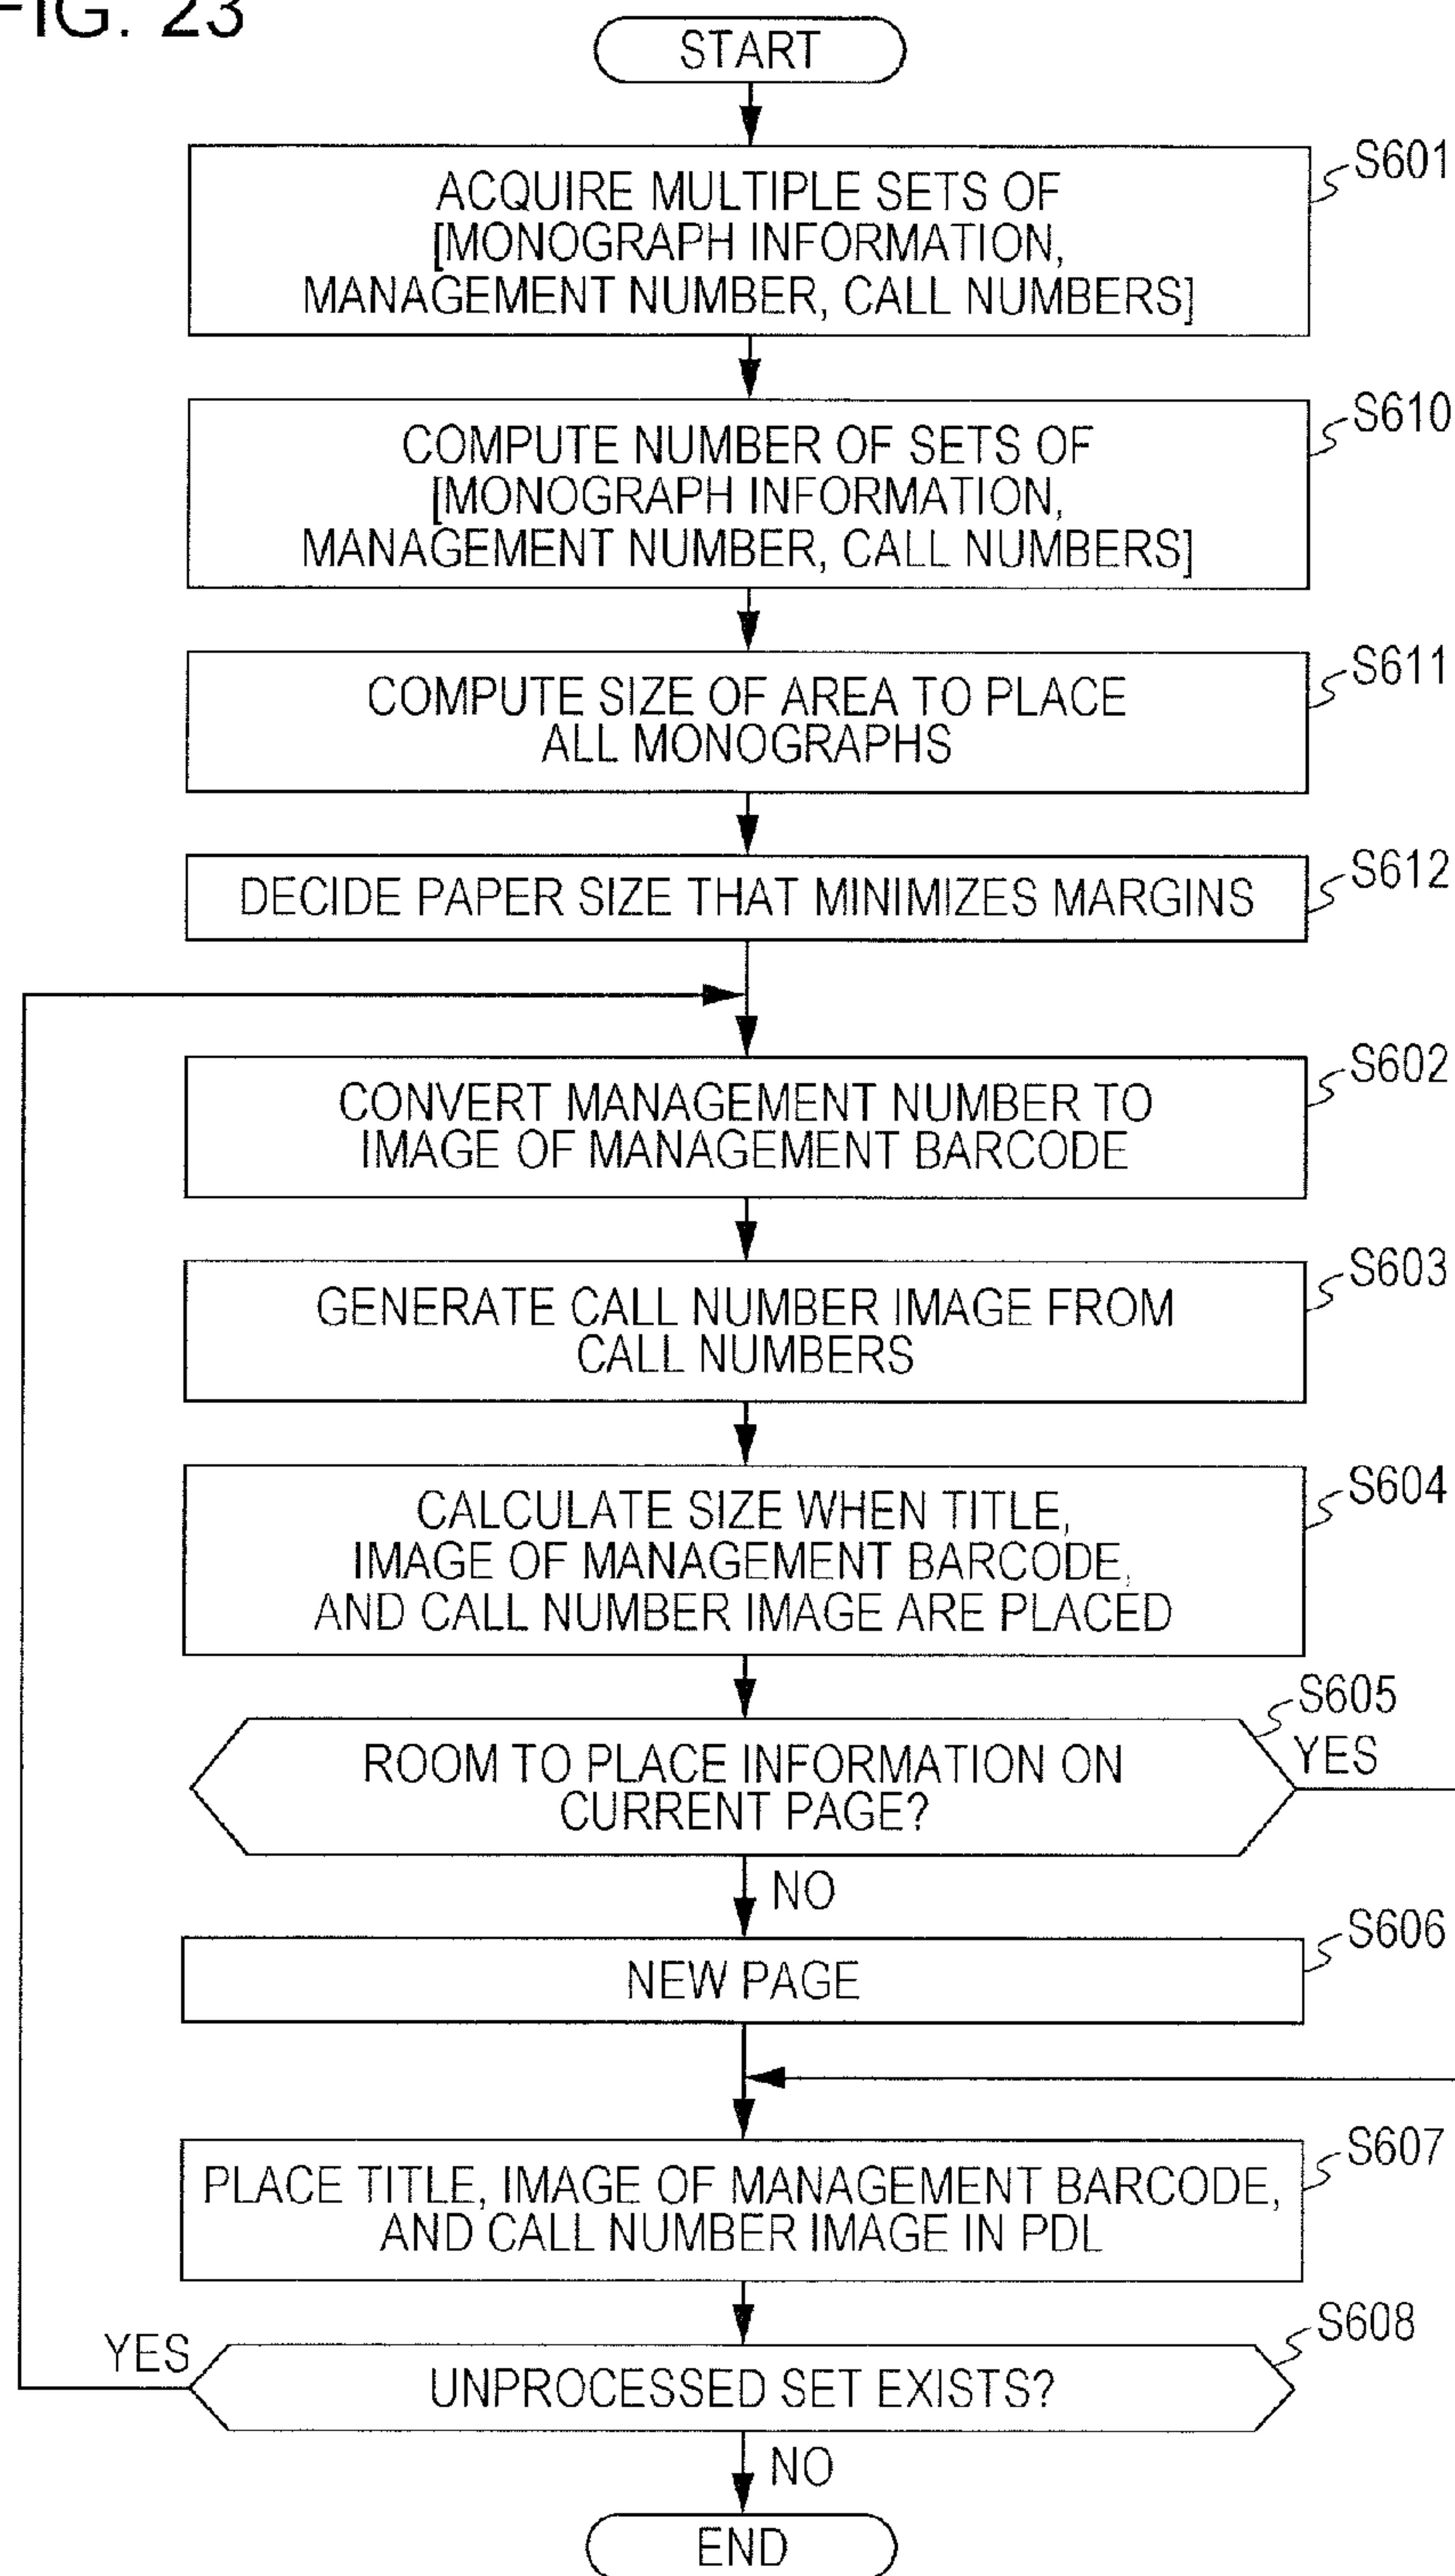 FIG. 23
START
S601
ACQUIRE MULTIPLE SETS OF
[MONOGRAPH INFORMATION,
MANAGEMENT NUMBER, CALL NUMBERS]
S610
COMPUTE NUMBER OF SETS OF
[MONOGRAPH INFORMATION,
MANAGEMENT NUMBER, CALL NUMBERS]
S611
COMPUTE SIZE OF AREA TO PLACE
ALL MONOGRAPHS
S612
DECIDE PAPER SIZE THAT MINIMIZES MARGINS
S602
CONVERT MANAGEMENT NUMBER TO
IMAGE OF MANAGEMENT BARCODE
S603
GENERATE CALL NUMBER IMAGE FROM
CALL NUMBERS
S604
CALCULATE SIZE WHEN TITLE,
IMAGE OF MANAGEMENT BARCODE,
AND CALL NUMBER IMAGE ARE PLACED
S605
YES
ROOM TO PLACE INFORMATION ON
CURRENT PAGE?
NO
S606
NEW PAGE
S607
PLACE TITLE, IMAGE OF MANAGEMENT BARCODE,
AND CALL NUMBER IMAGE IN PDL
S608
YES
UNPROCESSED SET EXISTS?
NO
END